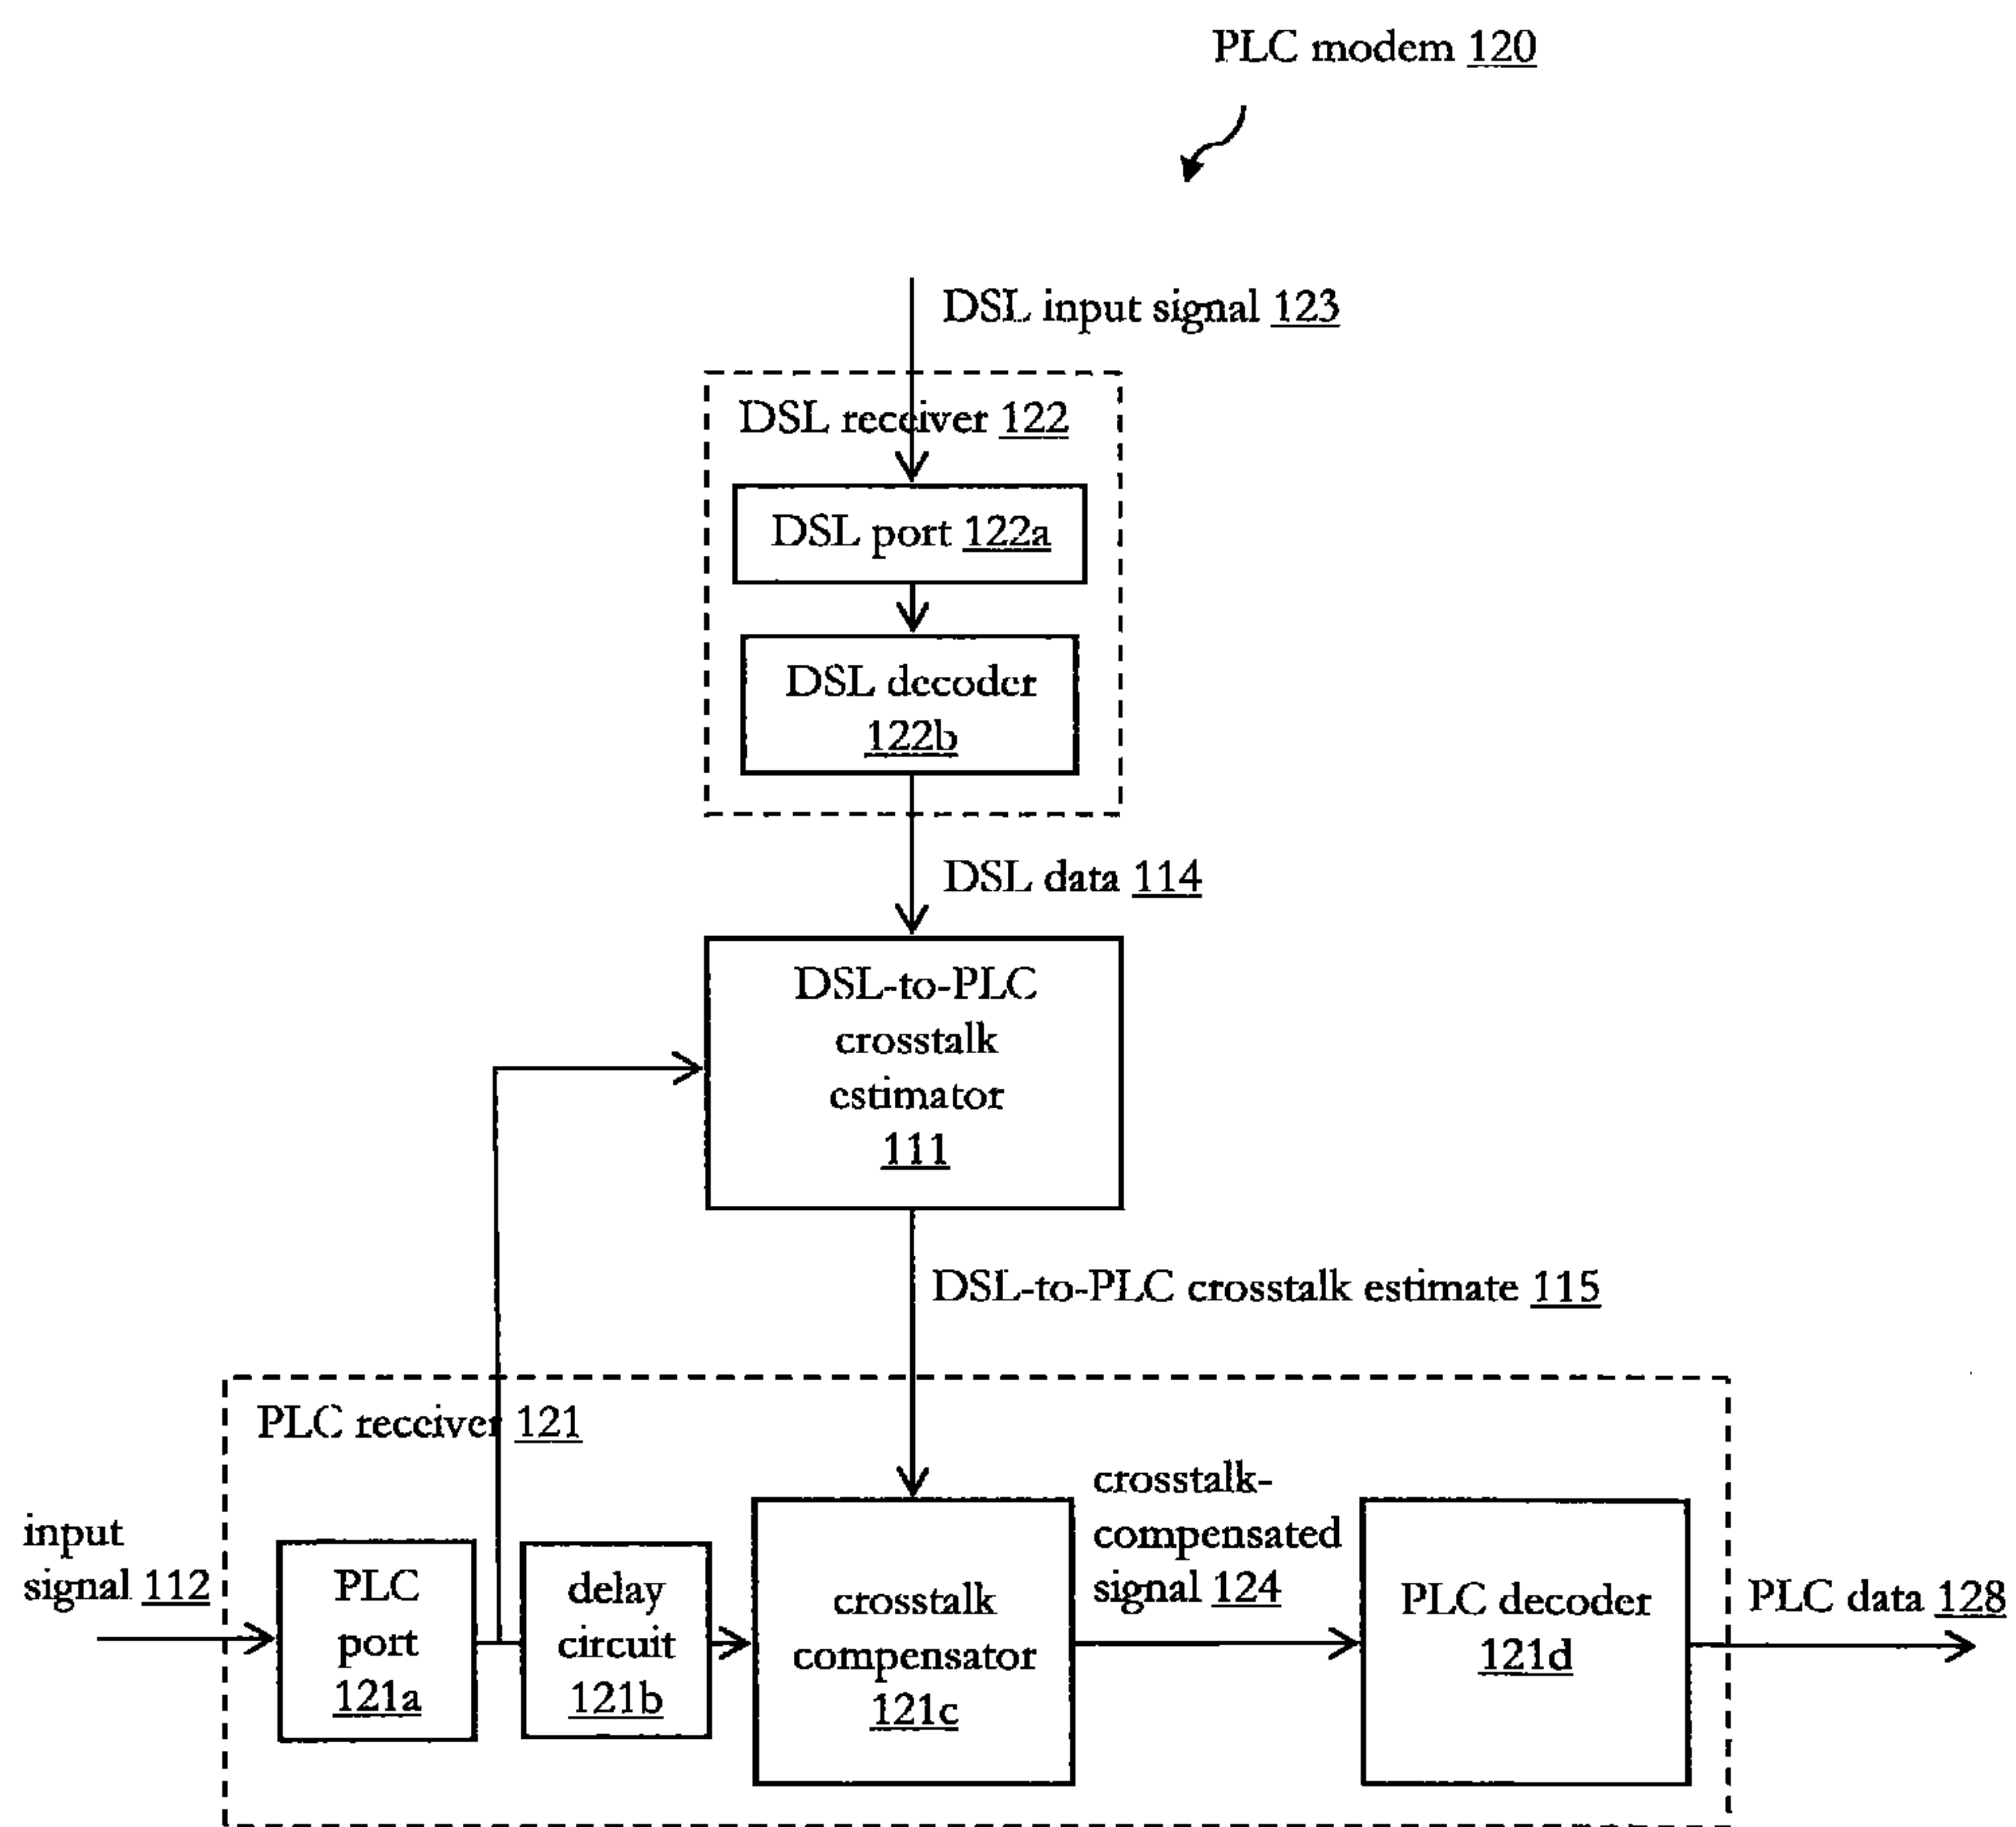 PLC modem 120
DSL input signal 123
DSL receiver 122
DSL port 122a
DSL decoder
122b
DSL data 114
DSL-to-PLC
crosstalk
estimator
111
DSL-to-PLC crosstalk estimate 115
PLC receiver 121
input
signal 112
PLC
port
121a
delay
circuit
121b
crosstalk
compensator
121c
crosstalk-
compensated
signal 124
PLC decoder
121d
PLC data 128